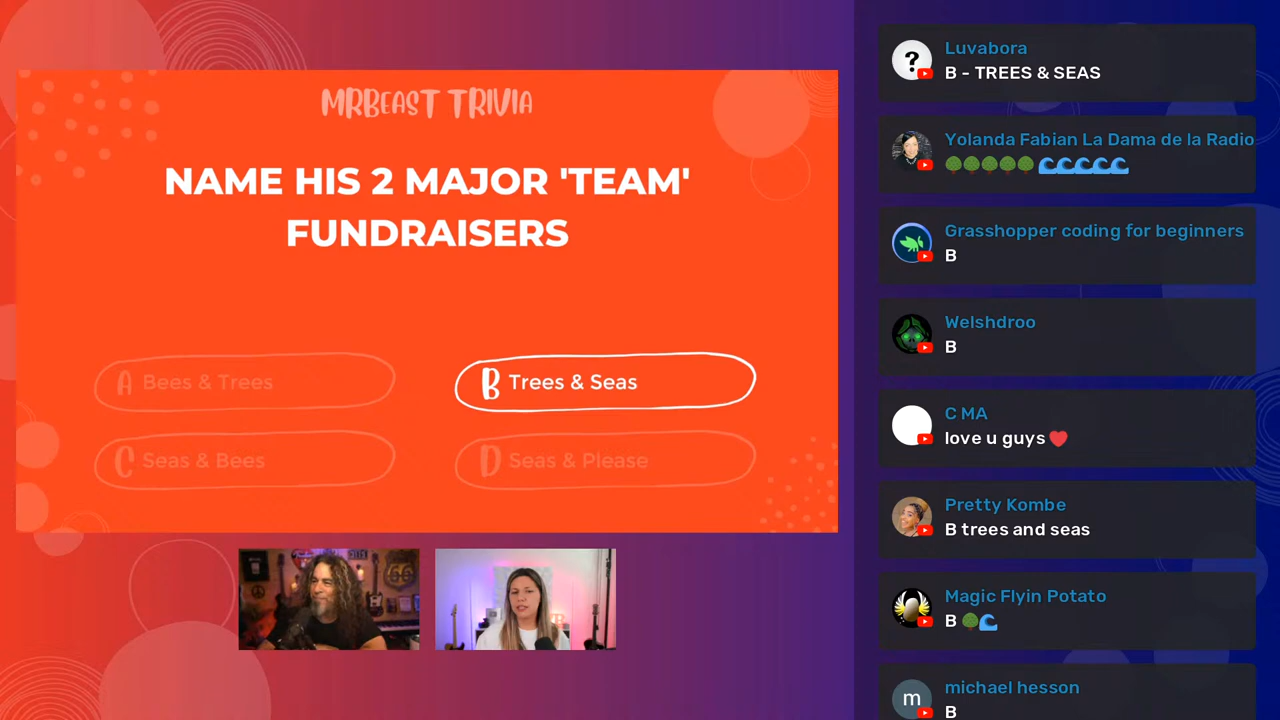 MRBEAST TRIVIA
NAME HIS 2 MAJOR 'TEAM'
FUNDRAISERS
A Bees & Trees
B Trees & Seas
C Seas & Bees
D Seas & Please
Luvabora
B - TREES & SEAS
Yolanda Fabian La Dama de la Radio
🌳🌳🌳🌳🌳🌊🌊🌊🌊🌊
Grasshopper coding for beginners
B
Welshdroo
B
C MA
love u guys ❤️
Pretty Kombe
B trees and seas
Magic Flyin Potato
B 🌳🌊
michael hesson
m
B